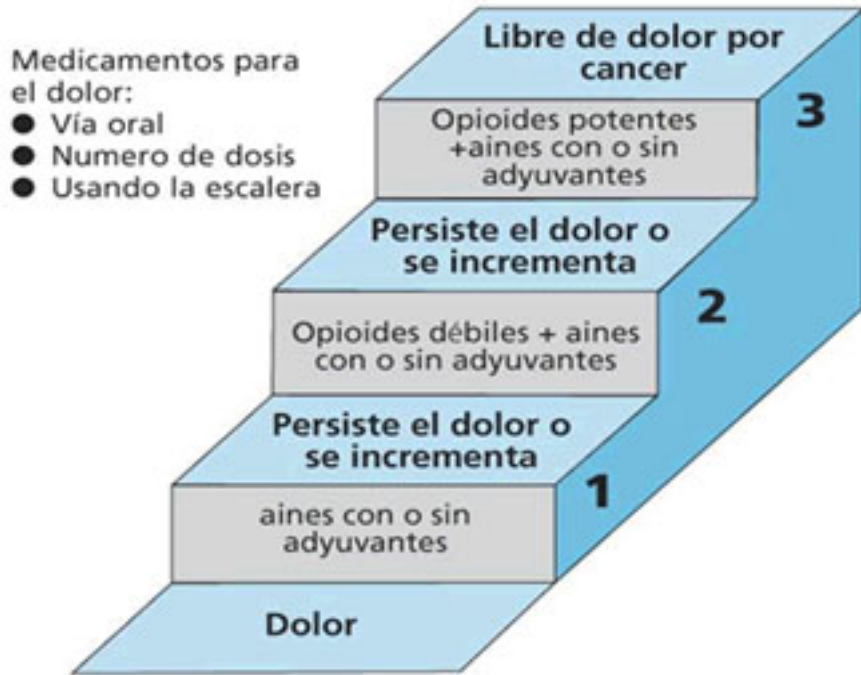 Medicamentos para
el dolor:
● Vía oral
● Numero de dosis
● Usando la escalera
Libre de dolor por
cancer
3
Opioides potentes
+aines con o sin
adyuvantes
Persiste el dolor o
se incrementa
2
Opioides débiles + aines
con o sin adyuvantes
Persiste el dolor o
se incrementa
1
aines con o sin
adyuvantes
Dolor